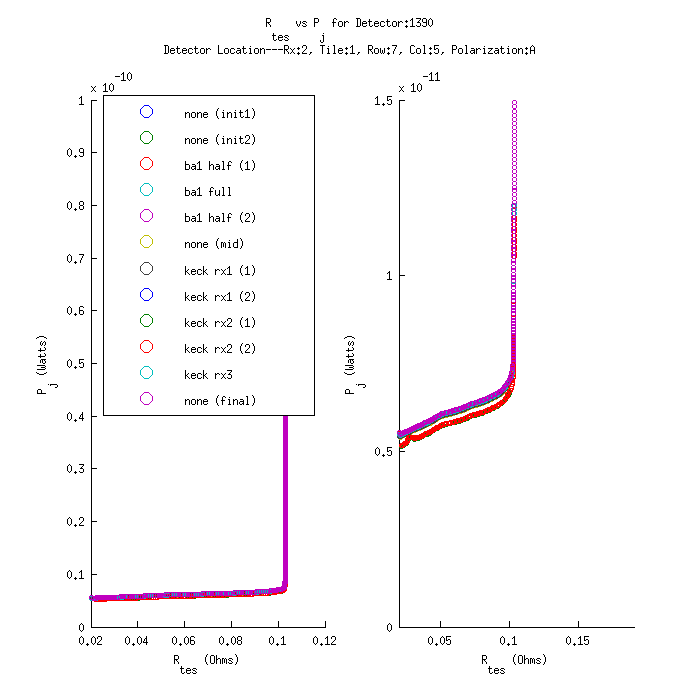 R    vs P  for Detector:1390
tes     j
Detector Location---Rx:2, Tile:1, Row:7, Col:5, Polarization:A
x 10^-10
1
0.9
0.8
0.7
0.6
0.5
0.4
0.3
0.2
0.1
0
P_j (Watts)
none (init1)
none (init2)
ba1 half (1)
ba1 full
ba1 half (2)
none (mid)
keck rx1 (1)
keck rx1 (2)
keck rx2 (1)
keck rx2 (2)
keck rx3
none (final)
0.02 0.04 0.06 0.08 0.1 0.12
R_tes (Ohms)
x 10^-11
1.5
1
0.5
0
P_j (Watts)
0.05 0.1 0.15
R_tes (Ohms)